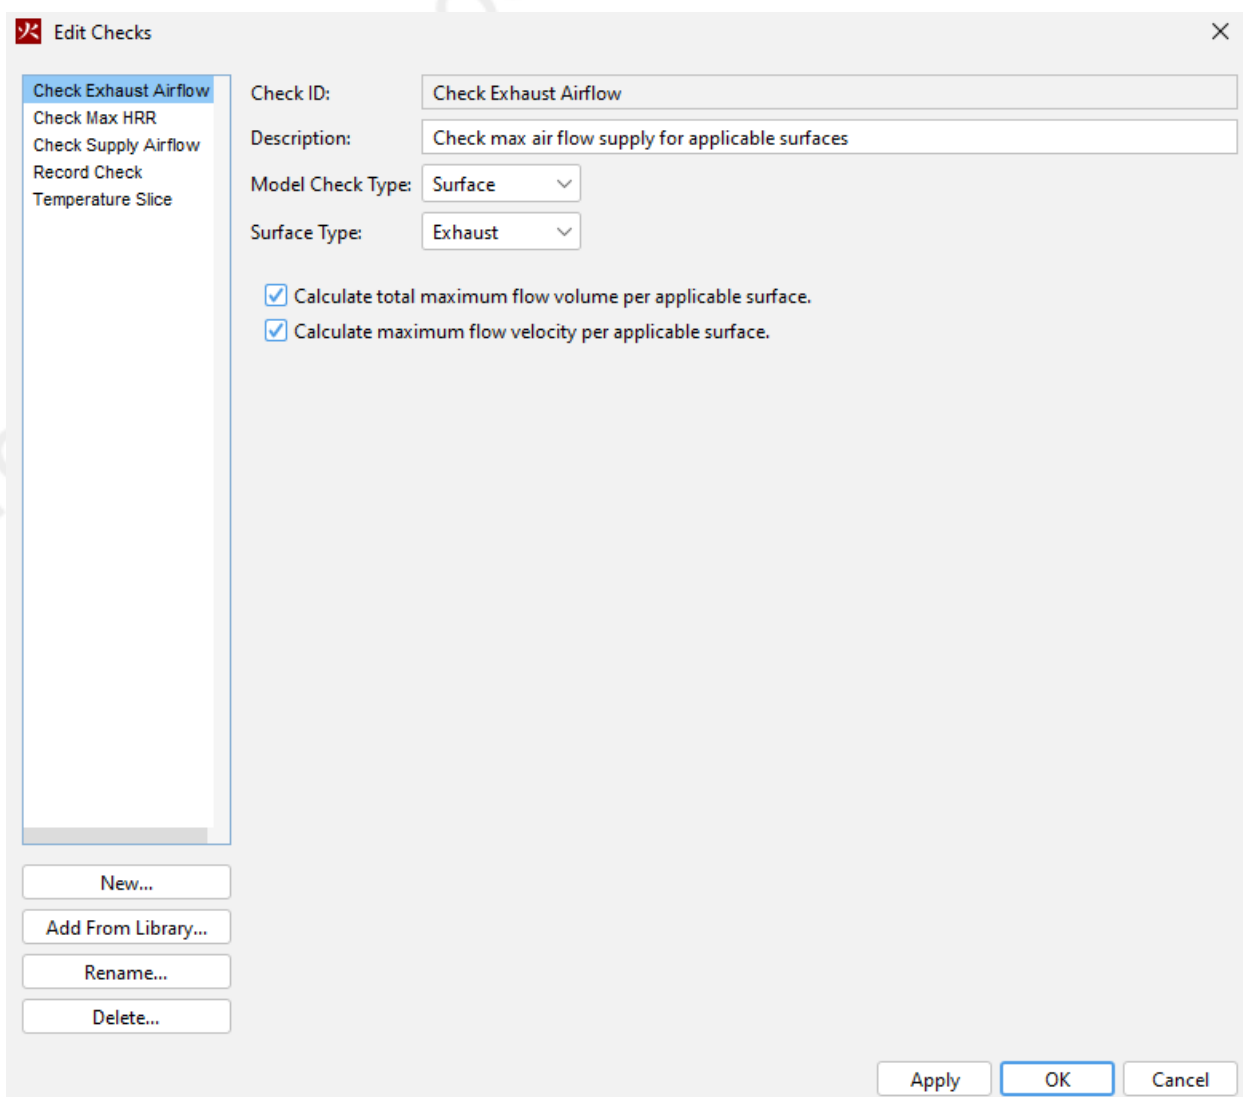 火 Edit Checks
Check Exhaust Airflow
Check Max HRR
Check Supply Airflow
Record Check
Temperature Slice
New...
Add From Library...
Rename...
Delete...
Check ID: Check Exhaust Airflow
Description: Check max air flow supply for applicable surfaces
Model Check Type: Surface
Surface Type: Exhaust
Calculate total maximum flow volume per applicable surface.
Calculate maximum flow velocity per applicable surface.
Apply OK Cancel